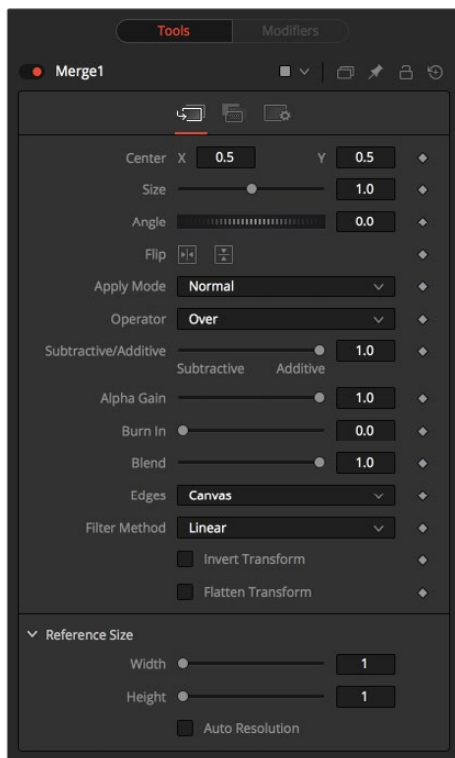 Tools Modifiers
Merge1
Center X 0.5 Y 0.5
Size 1.0
Angle 0.0
Flip
Apply Mode Normal
Operator Over
Subtractive/Additive 1.0
Subtractive Additive
Alpha Gain 1.0
Burn In 0.0
Blend 1.0
Edges Canvas
Filter Method Linear
Invert Transform
Flatten Transform
Reference Size
Width 1
Height 1
Auto Resolution